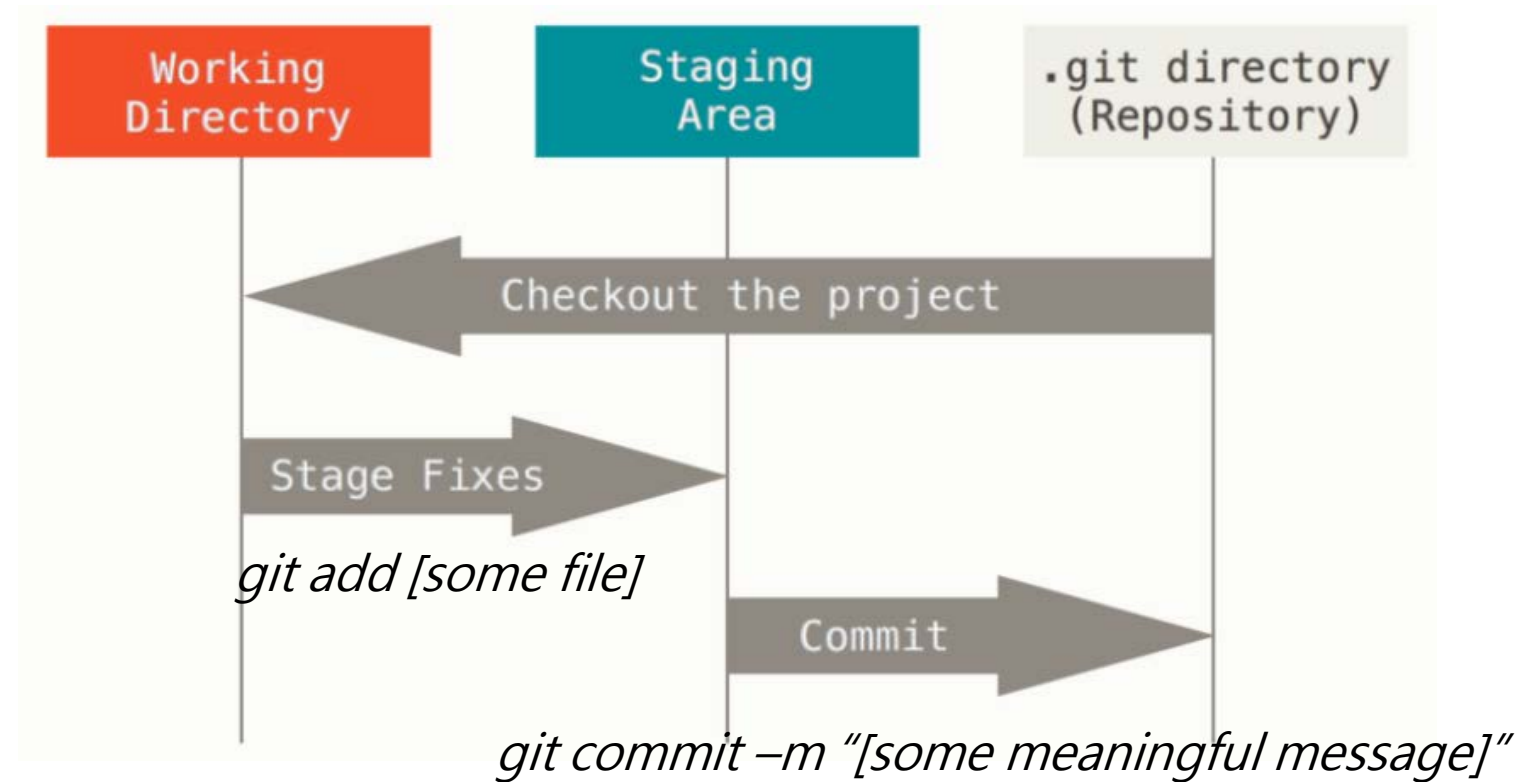 Working
Directory
Staging
Area
.git directory
(Repository)
Checkout the project
Stage Fixes
git add [some file]
Commit
git commit –m “[some meaningful message]”